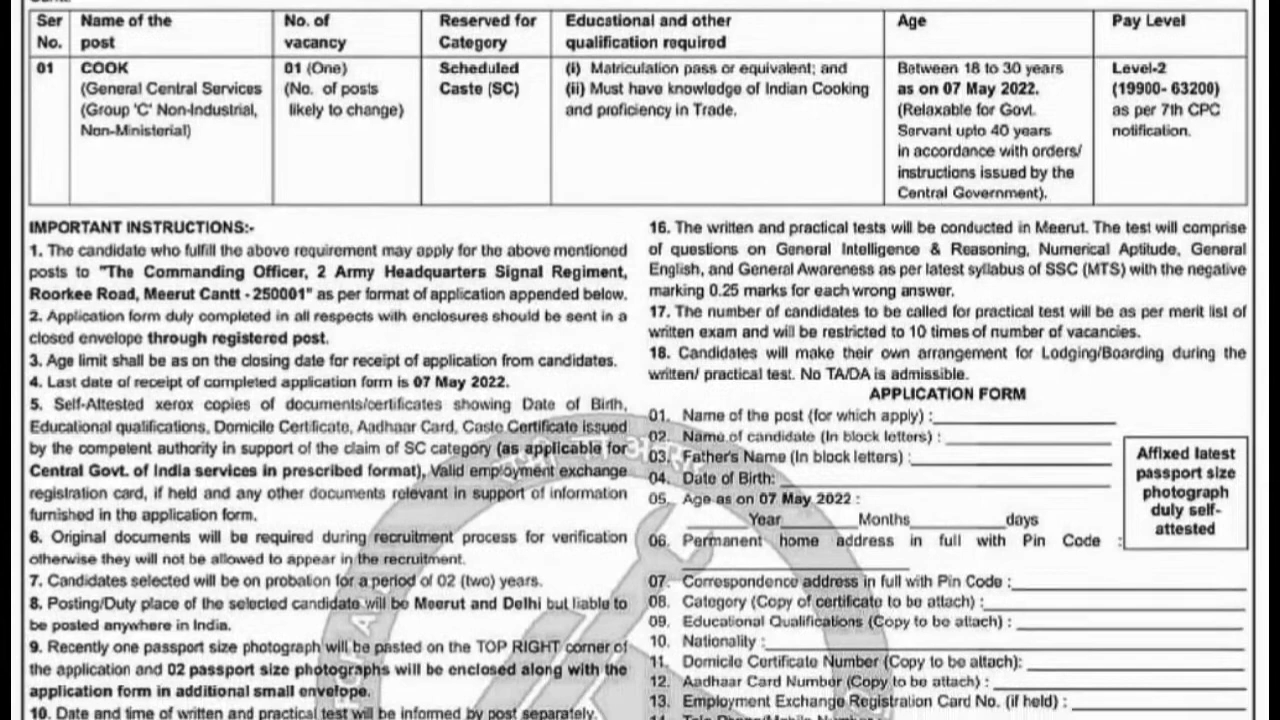 Ser No.
Name of the post
No. of vacancy
Reserved for Category
Educational and other qualification required
Age
Pay Level
01
COOK
(General Central Services
(Group 'C' Non-Industrial,
Non-Ministerial)
01 (One)
(No. of posts
likely to change)
Scheduled
Caste (SC)
(i) Matriculation pass or equivalent; and
(ii) Must have knowledge of Indian Cooking
and proficiency in Trade.
Between 18 to 30 years
as on 07 May 2022.
(Relaxable for Govt.
Servant upto 40 years
in accordance with orders/
instructions issued by the
Central Government).
Level-2
(19900- 63200)
as per 7th CPC
notification.
IMPORTANT INSTRUCTIONS:-
1. The candidate who fulfill the above requirement may apply for the above mentioned
posts to "The Commanding Officer, 2 Army Headquarters Signal Regiment,
Roorkee Road, Meerut Cantt - 250001" as per format of application appended below.
2. Application form duly completed in all respects with enclosures should be sent in a
closed envelope through registered post.
3. Age limit shall be as on the closing date for receipt of application from candidates.
4. Last date of receipt of completed application form is 07 May 2022.
5. Self-Attested xerox copies of documents/certificates showing Date of Birth,
Educational qualifications, Domicile Certificate, Aadhaar Card, Caste Certificate issued
by the competent authority in support of the claim of SC category (as applicable for
Central Govt. of India services in prescribed format), Valid employment exchange
registration card, if held and any other documents relevant in support of information
furnished in the application form.
6. Original documents will be required during recruitment process for verification
otherwise they will not be allowed to appear in the recruitment.
7. Candidates selected will be on probation for a period of 02 (two) years.
8. Posting/Duty place of the selected candidate will be Meerut and Delhi but liable to
be posted anywhere in India.
9. Recently one passport size photograph will be pasted on the TOP RIGHT corner of
the application and 02 passport size photographs will be enclosed along with the
application form in additional small envelope.
10. Date and time of written and practical test will be informed by post separately.
16. The written and practical tests will be conducted in Meerut. The test will comprise
of questions on General Intelligence & Reasoning, Numerical Aptitude, General
English, and General Awareness as per latest syllabus of SSC (MTS) with the negative
marking 0.25 marks for each wrong answer.
17. The number of candidates to be called for practical test will be as per merit list of
written exam and will be restricted to 10 times of number of vacancies.
18. Candidates will make their own arrangement for Lodging/Boarding during the
written/ practical test. No TA/DA is admissible.
APPLICATION FORM
01. Name of the post (for which apply) :
02. Name of candidate (In block letters) :
03. Father's Name (In block letters) :
04. Date of Birth:
05. Age as on 07 May 2022 :
Year Months days
06. Permanent home address in full with Pin Code :
Affixed latest
passport size
photograph
duly self-
attested
07. Correspondence address in full with Pin Code :
08. Category (Copy of certificate to be attach) :
09. Educational Qualifications (Copy to be attach) :
10. Nationality :
11. Domicile Certificate Number (Copy to be attach):
12. Aadhaar Card Number (Copy to be attach) :
13. Employment Exchange Registration Card No. (if held) :